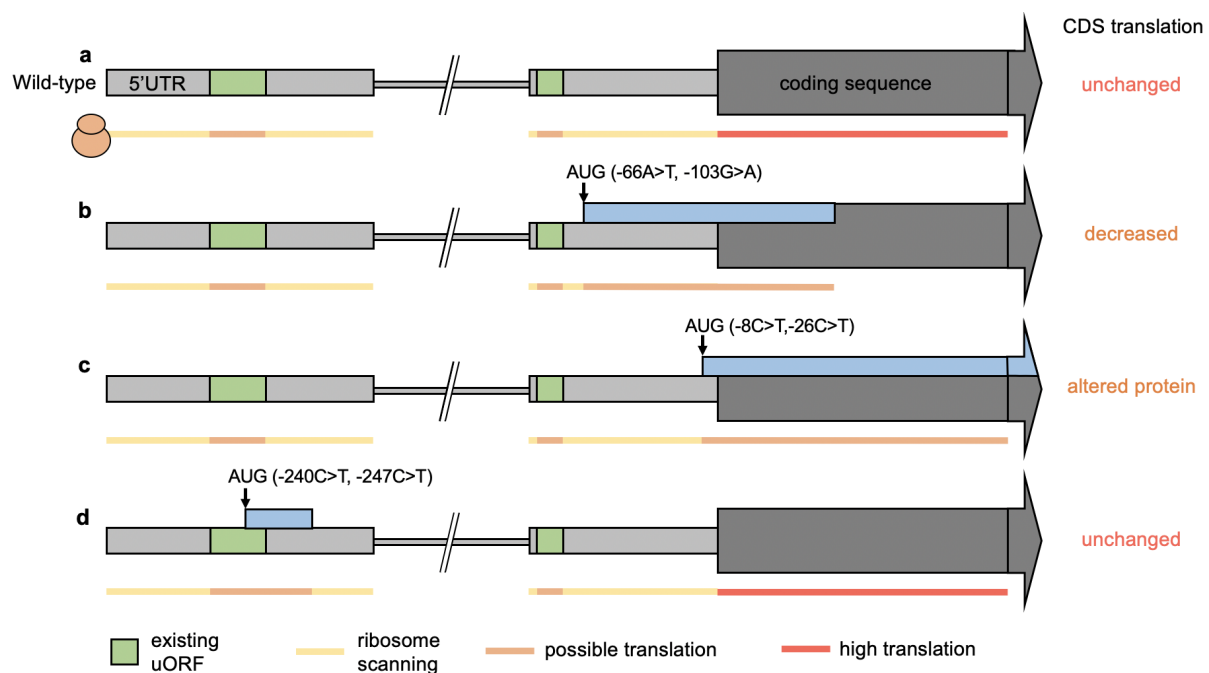 CDS translation
a
Wild-type
5'UTR
coding sequence
unchanged
AUG (-66A>T, -103G>A)
b
decreased
AUG (-8C>T,-26C>T)
c
altered protein
AUG (-240C>T, -247C>T)
d
unchanged
existing
uORF
ribosome
scanning
possible translation
high translation